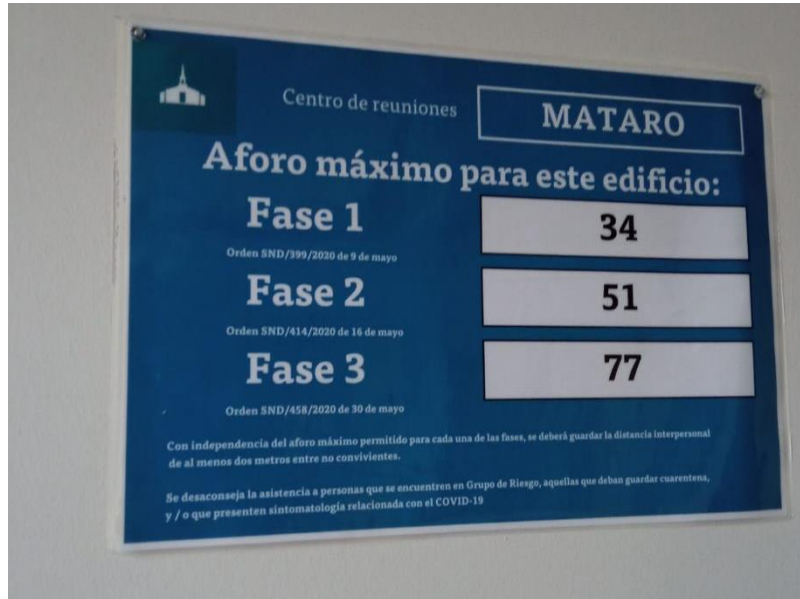 Centro de reuniones
MATARO
Aforo máximo para este edificio:
Fase 1
34
Orden SND/399/2020 de 9 de mayo
Fase 2
51
Orden SND/414/2020 de 16 de mayo
Fase 3
77
Orden SND/458/2020 de 30 de mayo
Con independencia del aforo máximo permitido para cada una de las fases, se deberá guardar la distancia interpersonal
de al menos dos metros entre no convivientes.
Se desaconseja la asistencia a personas que se encuentren en Grupo de Riesgo, aquellas que deban guardar cuarentena,
y / o que presenten sintomatología relacionada con el COVID-19